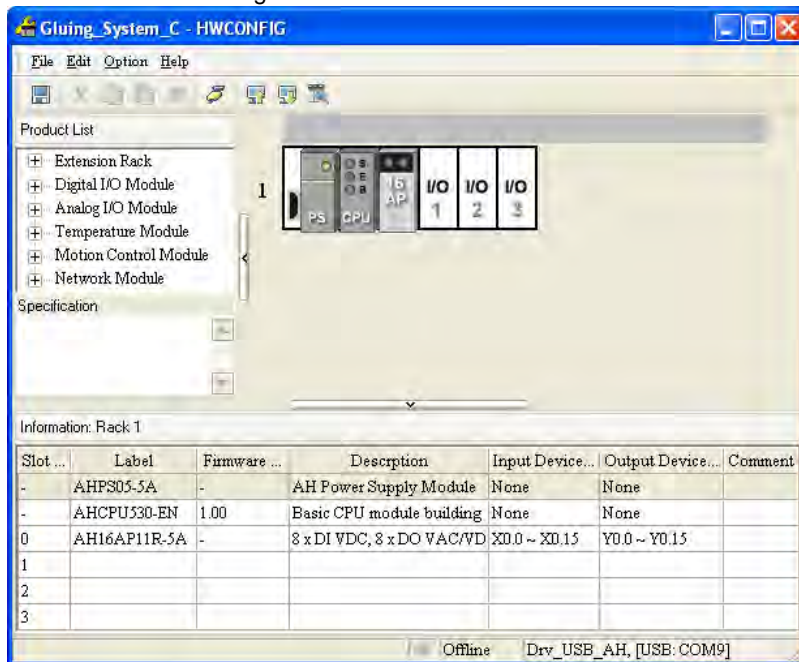 Gluing_System_C - HWCONFIG
File Edit Option Help
Product List
Extension Rack
Digital I/O Module
Analog I/O Module
Temperature Module
Motion Control Module
Network Module
Specification
1
PS CPU 16 AP I/O 1 I/O 2 I/O 3
Information: Rack 1
Slot ... Label Firmware ... Descrption Input Device... Output Device... Comment
- AHPS05-5A - AH Power Supply Module None None
- AHCPU530-EN 1.00 Basic CPU module building None None
0 AH16AP11R-5A - 8 x DI VDC, 8 x DO VAC/VD X0.0 ~ X0.15 Y0.0 ~ Y0.15
1
2
3
Offline Drv_USB_AH, [USB: COM9]